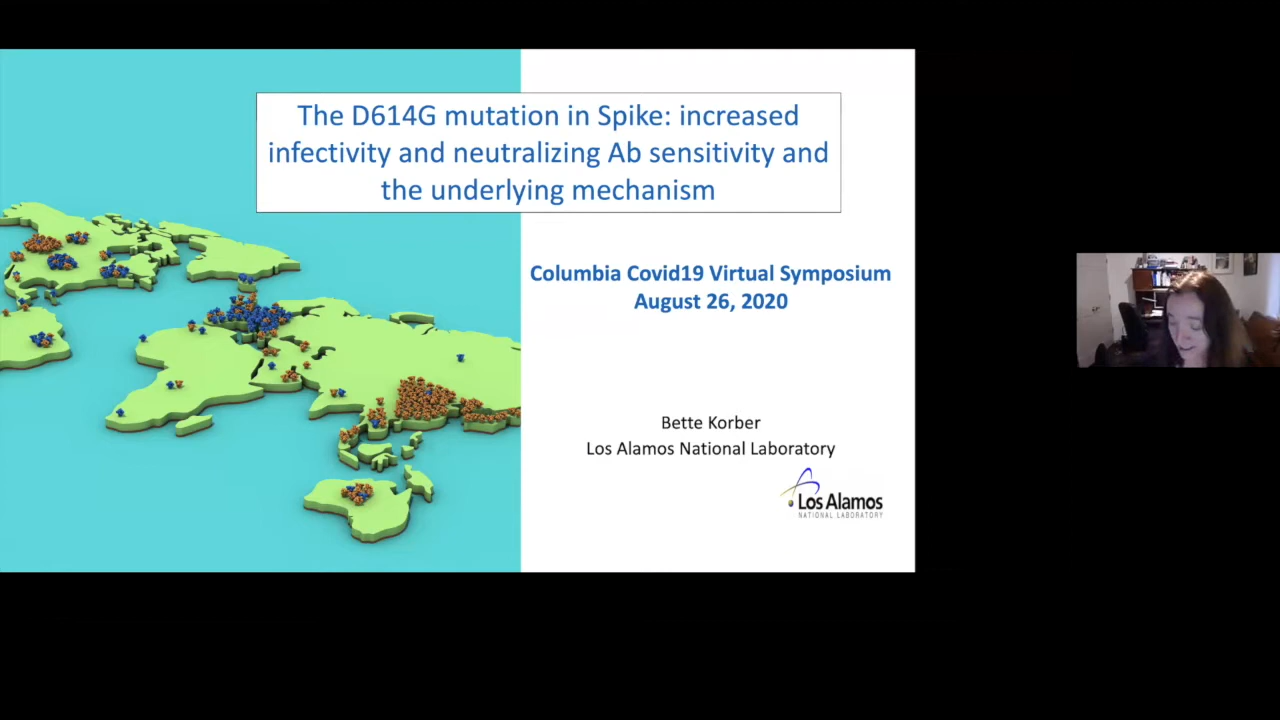 The D614G mutation in Spike: increased
infectivity and neutralizing Ab sensitivity and
the underlying mechanism
Columbia Covid19 Virtual Symposium
August 26, 2020
Bette Korber
Los Alamos National Laboratory
Los Alamos
NATIONAL LABORATORY